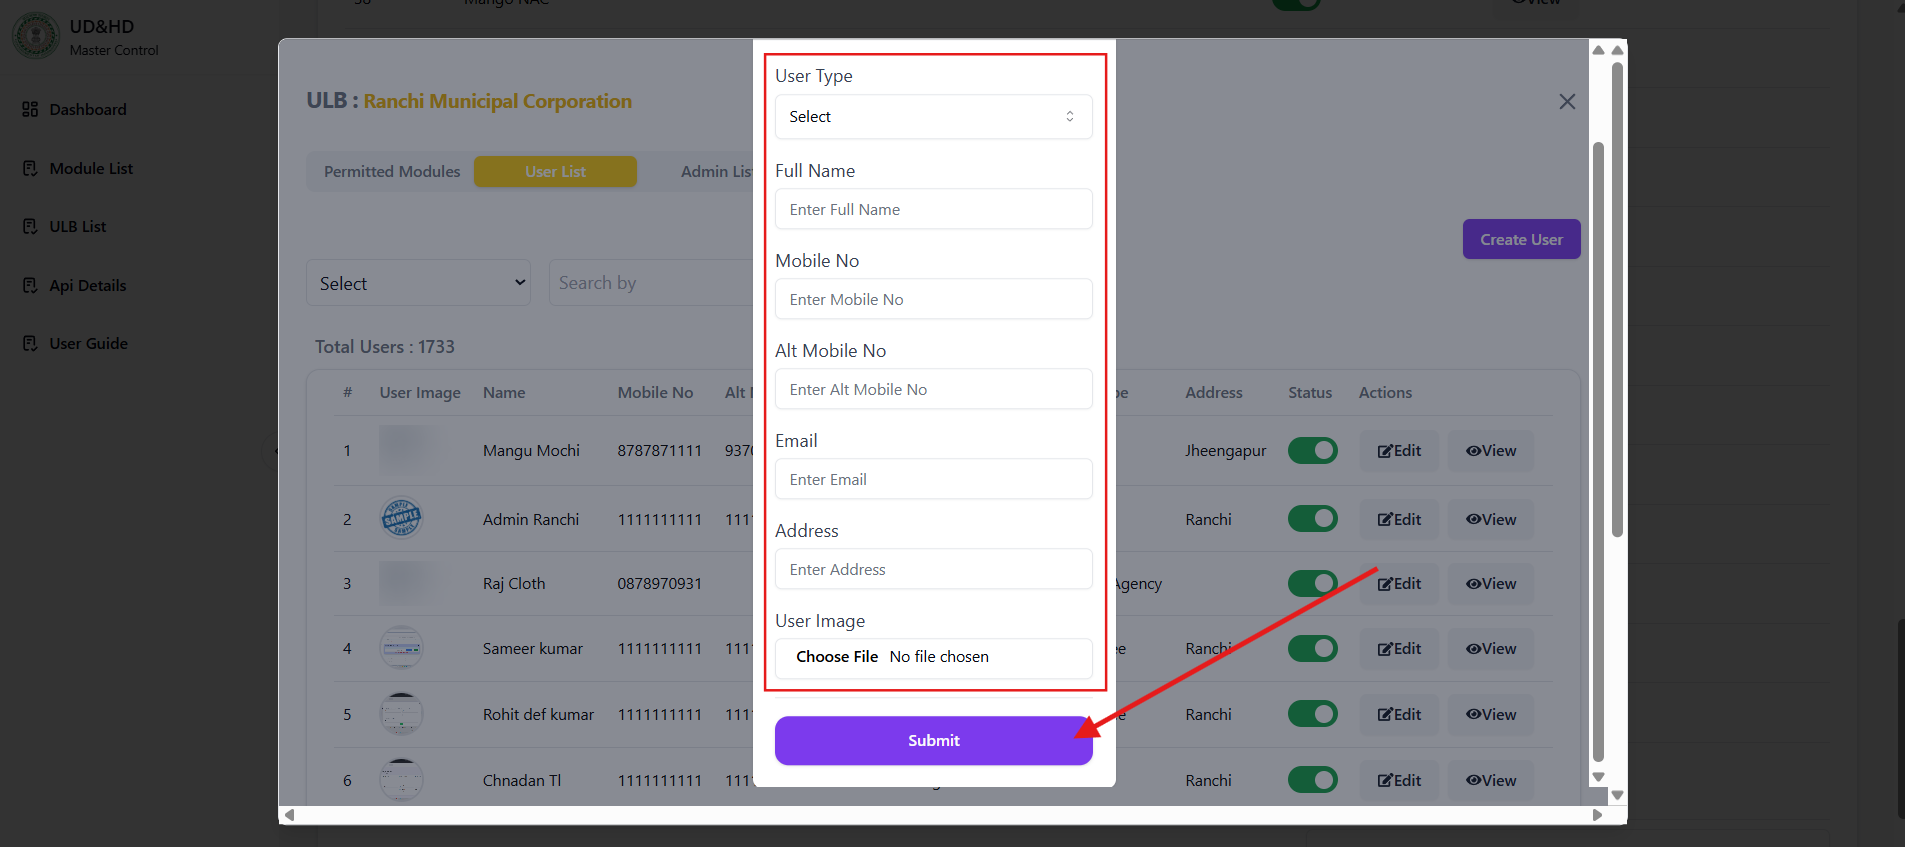 38 Mango NAC View
UD&HD
Master Control
Dashboard
Module List
ULB List
Api Details
User Guide
ULB : Ranchi Municipal Corporation
Permitted Modules User List Admin Lis
Create User
Select Search by
Total Users : 1733
# User Image Name Mobile No Alt Address Status Actions
1 Mangu Mochi 8787871111 937 Jheengapur Edit View
2 SAMPLE Admin Ranchi 1111111111 111 Ranchi Edit View
3 Raj Cloth 0878970931 Agency Edit View
4 Sameer kumar 1111111111 111 ee Ranchi Edit View
5 Rohit def kumar 1111111111 111 e Ranchi Edit View
6 Chnadan Tl 1111111111 111 Ranchi Edit View
User Type
Select
Full Name
Enter Full Name
Mobile No
Enter Mobile No
Alt Mobile No
Enter Alt Mobile No
Email
Enter Email
Address
Enter Address
User Image
Choose File No file chosen
Submit